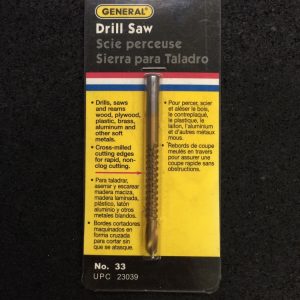 GENERAL®
Drill Saw
Scie perceuse
Sierra para Taladro
• Drills, saws and
reams wood,
plywood, plastic,
brass, aluminum
and other soft
metals.
• Cross-milled
cutting edges
for rapid, non-
clog cutting.
• Para taladrar,
aserrar y escarear
madera maciza,
madera laminada,
plástico, latón
aluminio y otros
metales blandos.
• Bordes cortadores
maquinados en
forma cruzada
para cortar sin
que se atasque.
• Pour percer, scier
et aléser le bois,
le contreplaqué,
le plastique, le
laiton, l'aluminium
et d'autres métaux
mous.
• Rebords de coupe
meulés en travers
pour assurer une
coupe rapide sans
obstructions.
No. 33
UPC 23039